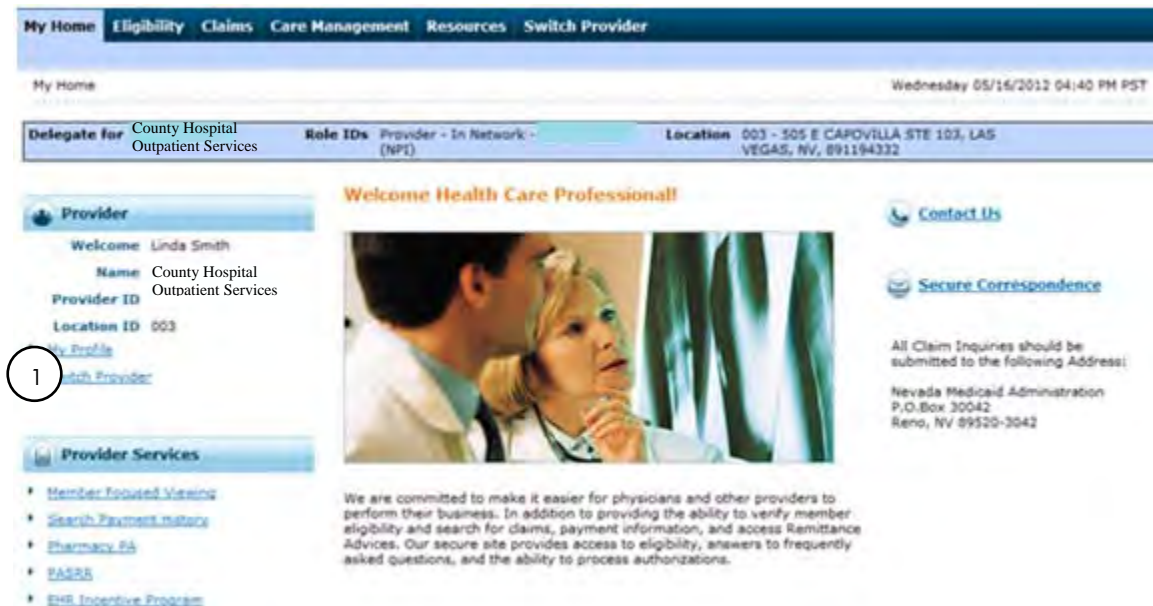 My Home Eligibility Claims Care Management Resources Switch Provider
My Home Wednesday 05/16/2012 04:40 PM PST
Delegate for County Hospital Outpatient Services Role IDs Provider - In Network - (NPI) Location 003 - 505 E CAPOVILLA STE 103, LAS VEGAS, NV, 891194332
Provider
Welcome Linda Smith
Name County Hospital
Provider ID Outpatient Services
Location ID 003
My Profile
1
Switch Provider
Provider Services
Member Focused Viewing
Search Payment History
Pharmacy PA
PASRR
EHR Incentive Program
Welcome Health Care Professional!
We are committed to make it easier for physicians and other providers to
perform their business. In addition to providing the ability to verify member
eligibility and search for claims, payment information, and access Remittance
Advices. Our secure site provides access to eligibility, answers to frequently
asked questions, and the ability to process authorizations.
Contact Us
Secure Correspondence
All Claim Inquiries should be
submitted to the following Address:
Nevada Medicaid Administration
P.O.Box 30042
Reno, NV 89520-3042